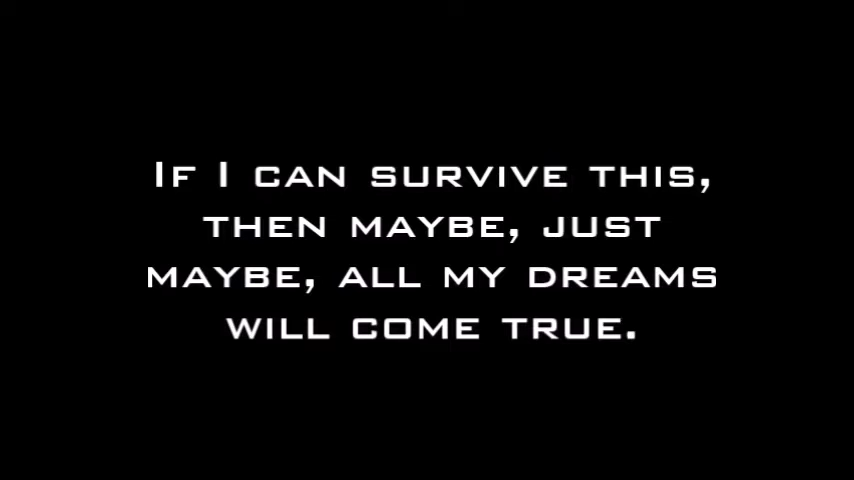 If I can survive this,
then maybe, just
maybe, all my dreams
will come true.